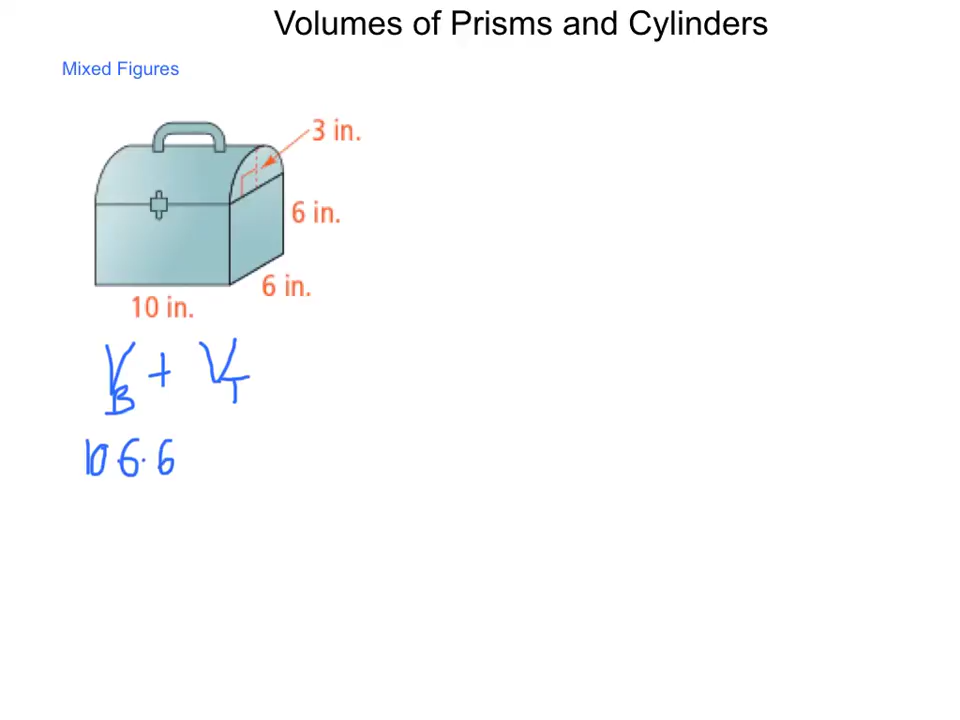 Volumes of Prisms and Cylinders
Mixed Figures
3 in.
6 in.
6 in.
10 in.
V_B + V_T
10·6·6